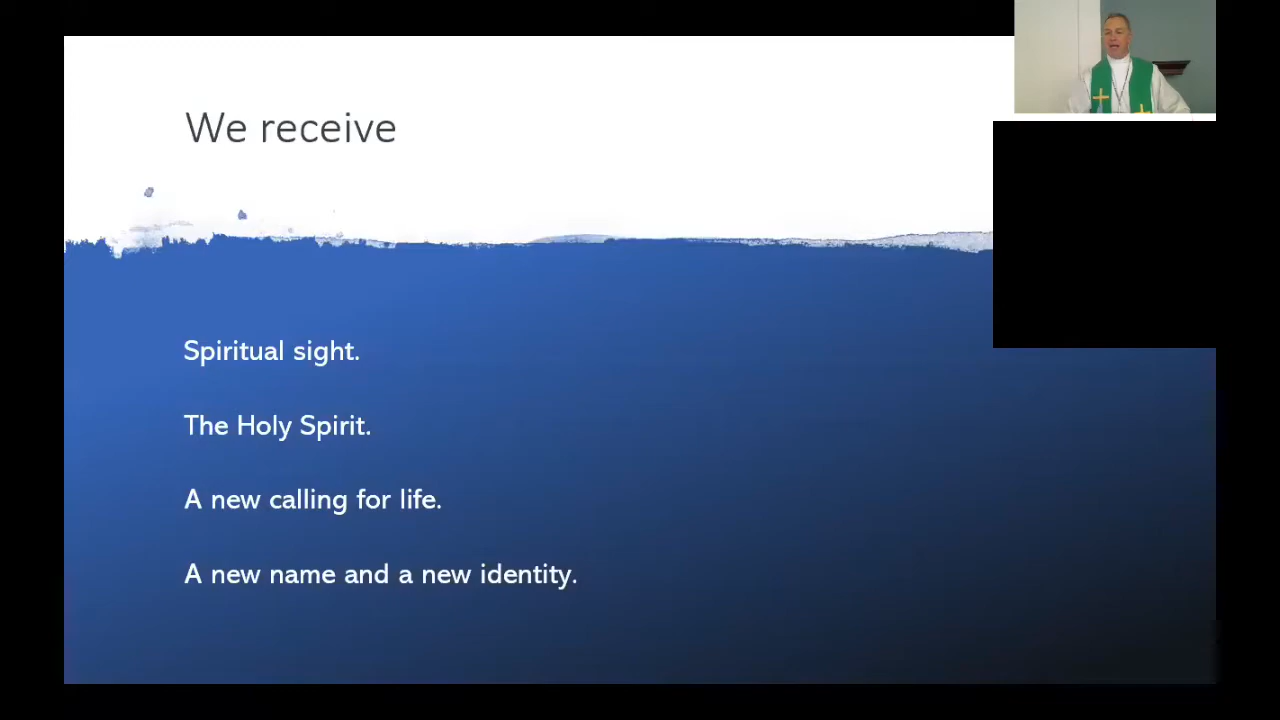 We receive
Spiritual sight.
The Holy Spirit.
A new calling for life.
A new name and a new identity.